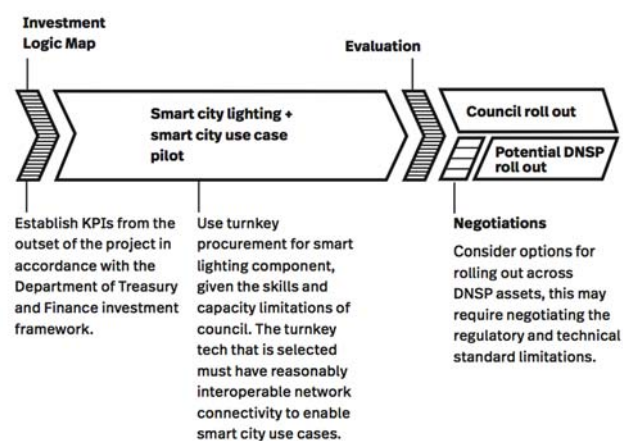 Investment
Logic Map
Evaluation
Smart city lighting +
smart city use case
pilot
Council roll out
Potential DNSP
roll out
Establish KPIs from the
outset of the project in
accordance with the
Department of Treasury
and Finance investment
framework.
Use turnkey
procurement for smart
lighting component,
given the skills and
capacity limitations of
council. The turnkey
tech that is selected
must have reasonably
interoperable network
connectivity to enable
smart city use cases.
Negotiations
Consider options for
rolling out across
DNSP assets, this may
require negotiating the
regulatory and technical
standard limitations.